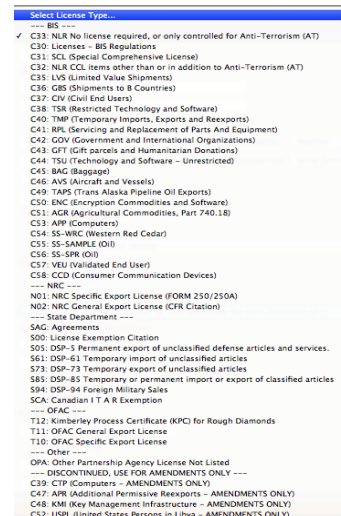 Select License Type...
--- BIS ---
✓ C33: NLR No license required, or only controlled for Anti-Terrorism (AT)
C30: Licenses - BIS Regulations
C31: SCL (Special Comprehensive License)
C32: NLR CCL items other than or in addition to Anti-Terrorism (AT)
C35: LVS (Limited Value Shipments)
C36: GBS (Shipments to B Countries)
C37: CIV (Civil End Users)
C38: TSR (Restricted Technology and Software)
C40: TMP (Temporary Imports, Exports and Reexports)
C41: RPL (Servicing and Replacement of Parts And Equipment)
C42: GOV (Government and International Organizations)
C43: GFT (Gift parcels and Humanitarian Donations)
C44: TSU (Technology and Software - Unrestricted)
C45: BAG (Baggage)
C46: AVS (Aircraft and Vessels)
C49: TAPS (Trans Alaska Pipeline Oil Exports)
C50: ENC (Encryption Commodities and Software)
C51: AGR (Agricultural Commodities, Part 740.18)
C53: APP (Computers)
C54: SS-WRC (Western Red Cedar)
C55: SS-SAMPLE (Oil)
C56: SS-SPR (Oil)
C57: VEU (Validated End User)
C58: CCD (Consumer Communication Devices)
--- NRC ---
N01: NRC Specific Export License (FORM 250/250A)
N02: NRC General Export License (CFR Citation)
--- State Department ---
SAG: Agreements
S00: License Exemption Citation
S05: DSP-5 Permanent export of unclassified defense articles and services.
S61: DSP-61 Temporary import of unclassified articles
S73: DSP-73 Temporary export of unclassified articles
S85: DSP-85 Temporary or permanent import or export of classified articles
S94: DSP-94 Foreign Military Sales
SCA: Canadian I T A R Exemption
--- OFAC ---
T12: Kimberley Process Certificate (KPC) for Rough Diamonds
T11: OFAC General Export License
T10: OFAC Specific Export License
--- Other ---
OPA: Other Partnership Agency License Not Listed
--- DISCONTINUED, USE FOR AMENDMENTS ONLY ---
C39: CTP (Computers - AMENDMENTS ONLY)
C47: APR (Additional Permissive Reexports - AMENDMENTS ONLY)
C48: KMI (Key Management Infrastructure - AMENDMENTS ONLY)
C52: USPL (United States Persons in Libya - AMENDMENTS ONLY)